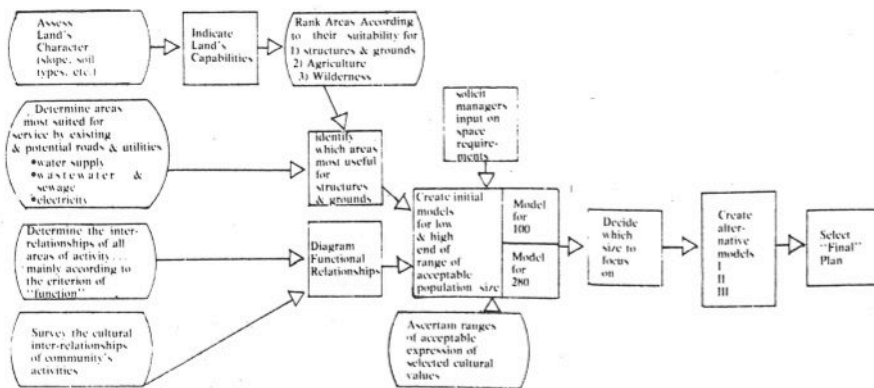 Assess
Land's
Character
(slope, soil
types, etc.)
Indicate
Land's
Capabilities
Rank Areas According
to their suitability for
1) structures & grounds
2) Agriculture
3) Wilderness
Determine areas
most suited for
service by existing
& potential roads & utilities
•water supply
•wastewater &
sewage
•electricity
identify
which areas
most useful
for
structures
& grounds
solicit
managers
input on
space
require-
ments
Determine the inter-
relationships of all
areas of activity...
mainly according to
the criterion of
"function"
Diagram
Functional
Relationships
Create initial
models
for low
& high
end of
range of
acceptable
population size
Model
for
100
Model
for
280
Decide
which
size to
focus
on
Create
alter-
native
models
I
II
III
Select
"Final"
Plan
Survey the cultural
inter-relationships
of community's
activities
Ascertain ranges
of acceptable
expression of
selected cultural
values